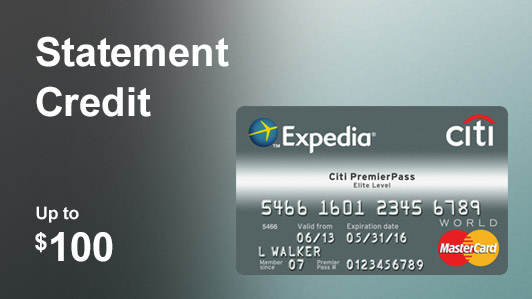 Statement
Credit
Up to
$100
Expedia®
citi
TM
Citi PremierPass
Elite Level
5466 1601 2345 6789
WORLD
5466
Valid from
Expiration date
06/13
05/31/16
L WALKER
Member since
07
Premier Pass #
0123456789
MasterCard